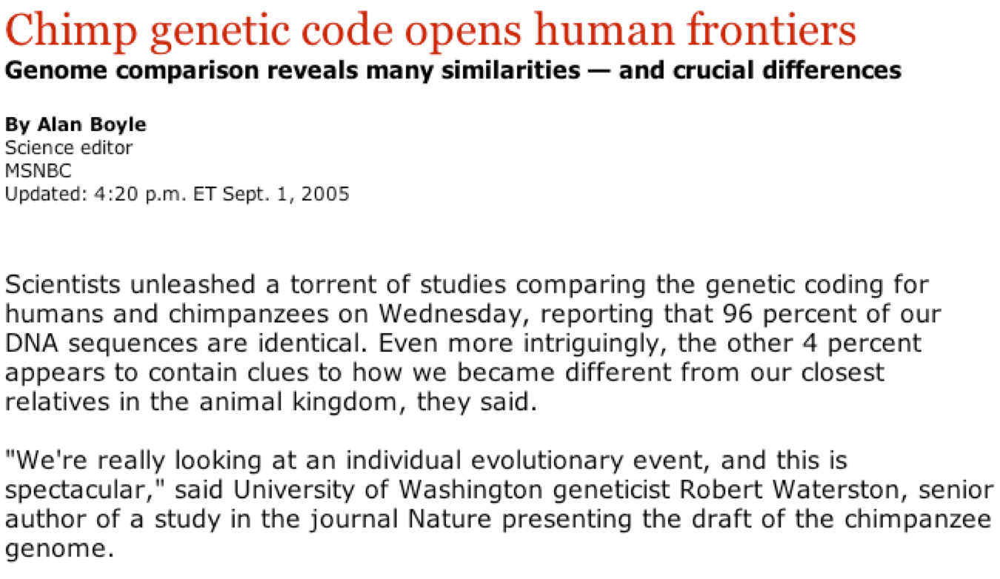 Chimp genetic code opens human frontiers
Genome comparison reveals many similarities — and crucial differences
By Alan Boyle
Science editor
MSNBC
Updated: 4:20 p.m. ET Sept. 1, 2005
Scientists unleashed a torrent of studies comparing the genetic coding for
humans and chimpanzees on Wednesday, reporting that 96 percent of our
DNA sequences are identical. Even more intriguingly, the other 4 percent
appears to contain clues to how we became different from our closest
relatives in the animal kingdom, they said.
"We're really looking at an individual evolutionary event, and this is
spectacular," said University of Washington geneticist Robert Waterston, senior
author of a study in the journal Nature presenting the draft of the chimpanzee
genome.